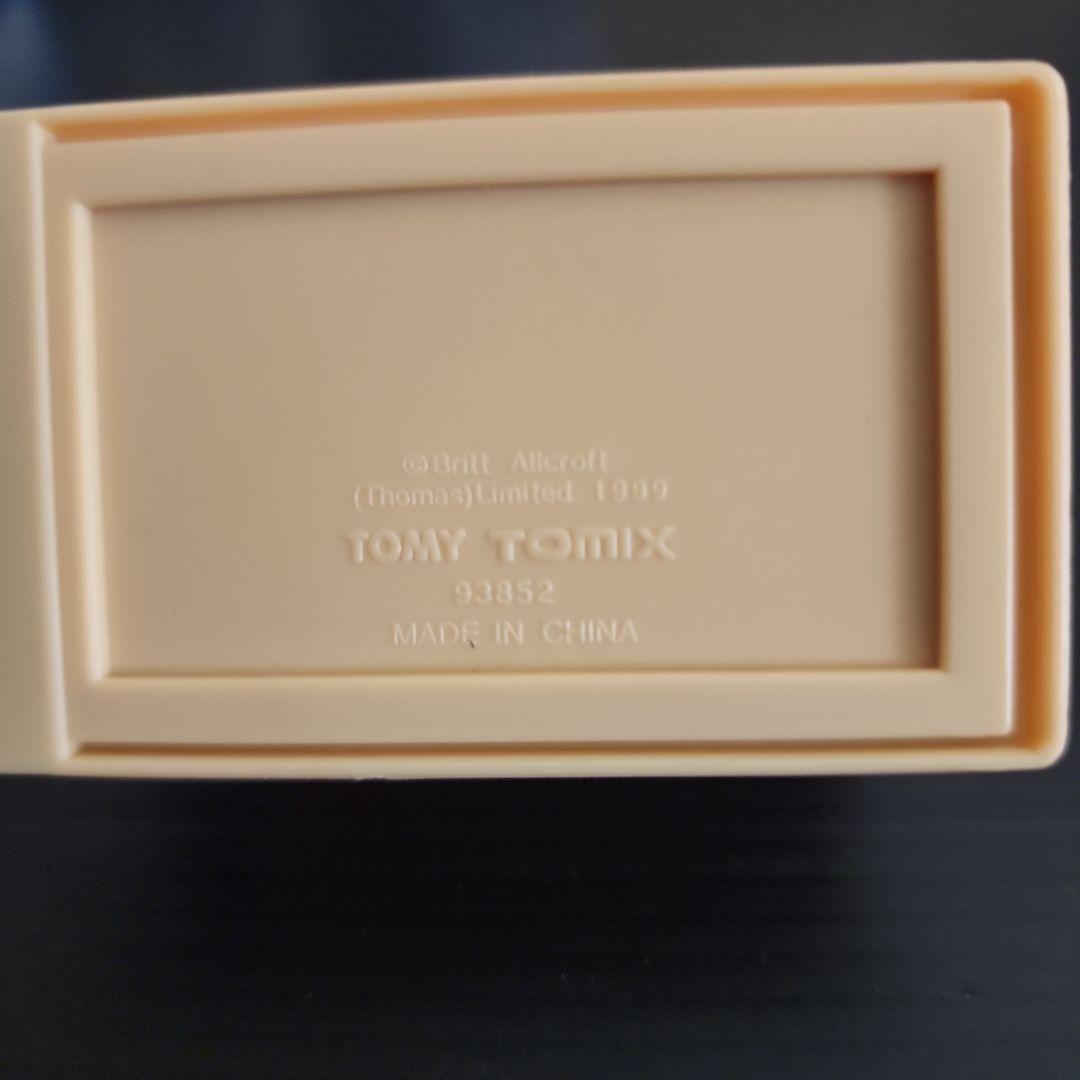 ©Britt Allcroft
(Thomas)Limited 1999
TOMY TOMIX
93852
MADE IN CHINA